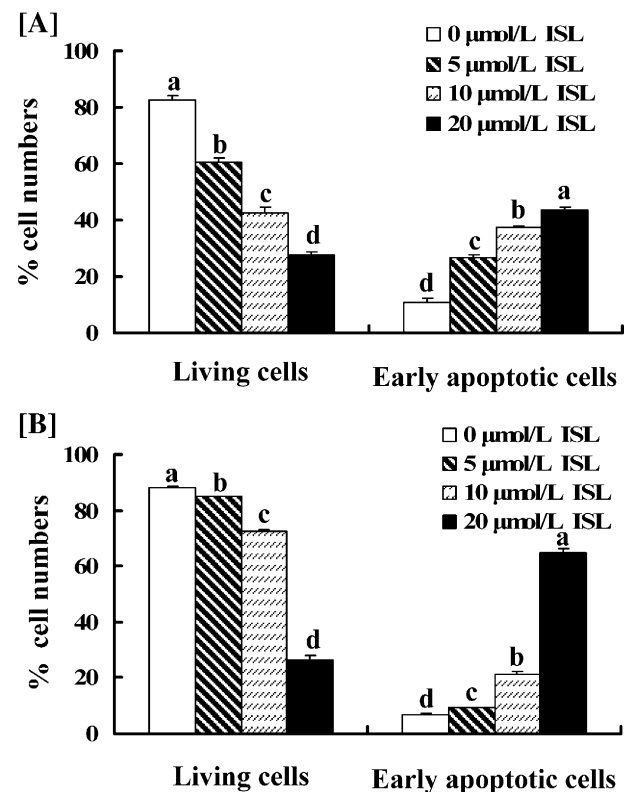 [A]
0 μmol/L ISL
5 μmol/L ISL
10 μmol/L ISL
20 μmol/L ISL
100
80
60
40
20
0
% cell numbers
a
b
c
d
d
c
b
a
Living cells
Early apoptotic cells
[B]
0 μmol/L ISL
5 μmol/L ISL
10 μmol/L ISL
20 μmol/L ISL
100
80
60
40
20
0
% cell numbers
a
b
c
d
d
c
b
a
Living cells
Early apoptotic cells